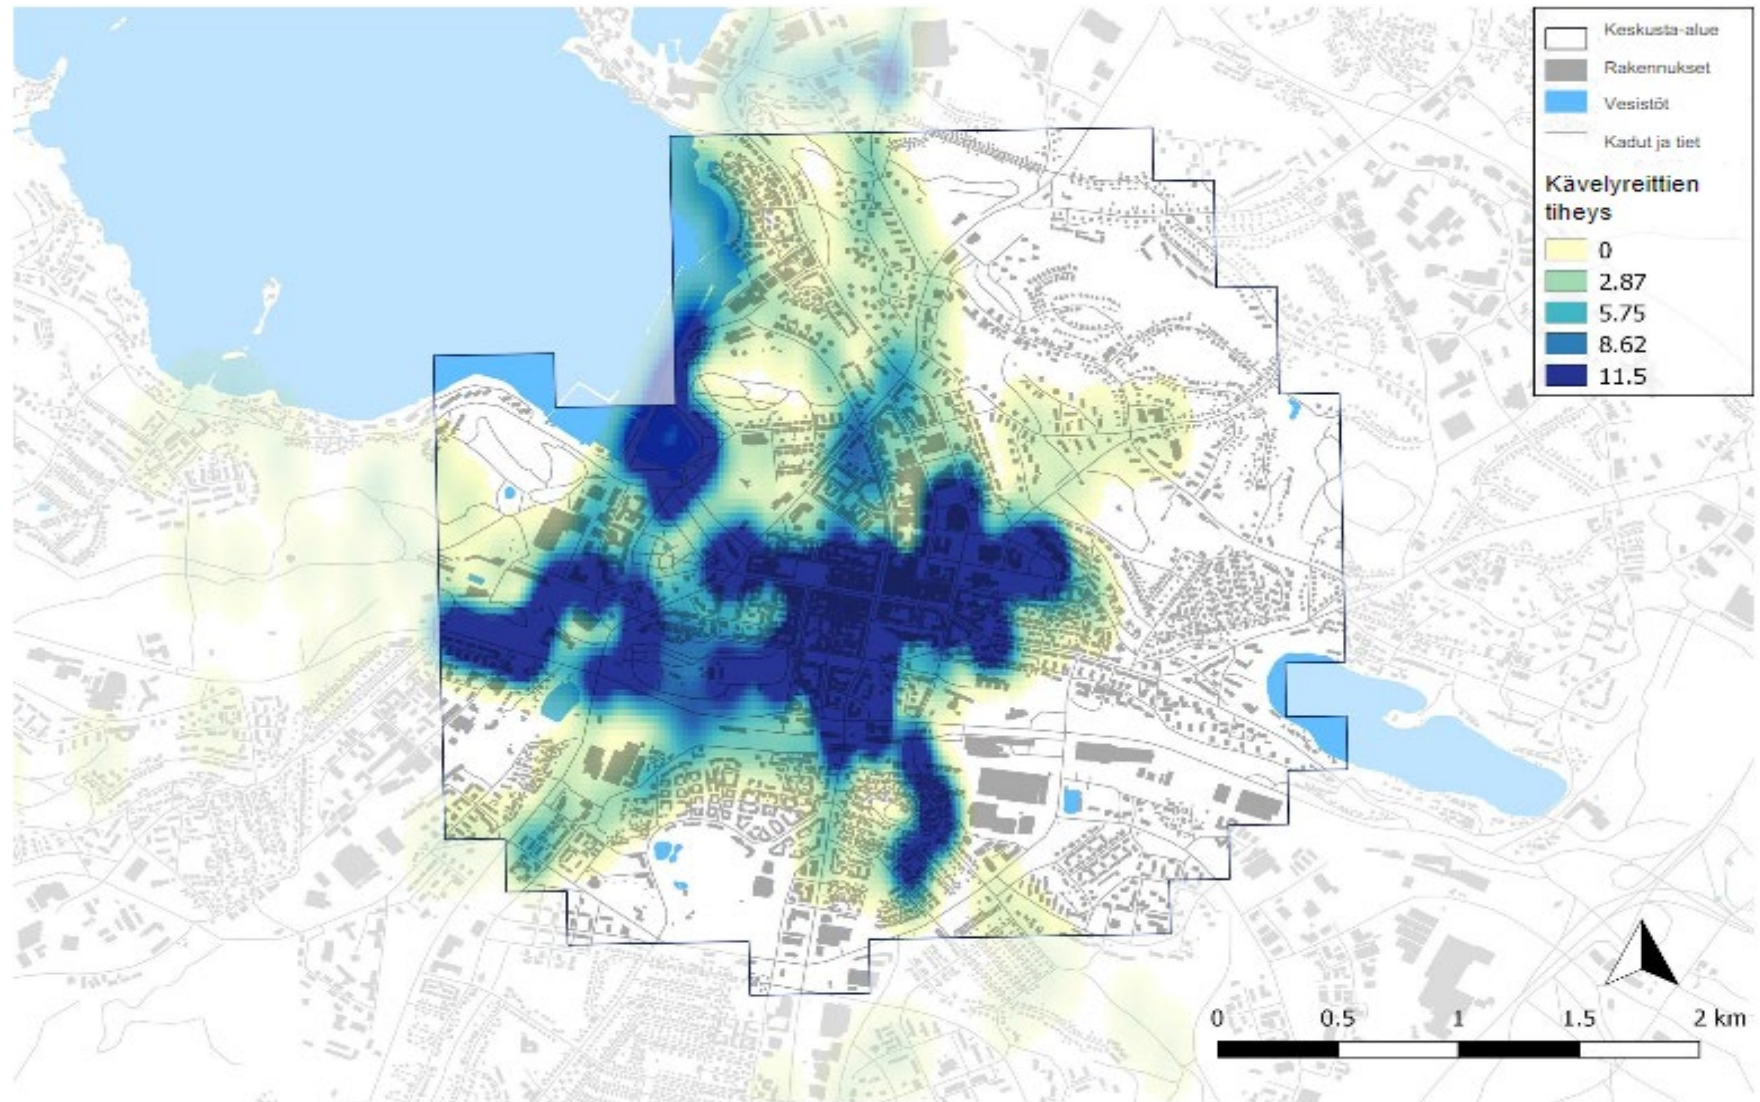 Keskusta-alue
Rakennukset
Vesistöt
Kadut ja tiet
Kävelyreittien
tiheys
0
2.87
5.75
8.62
11.5
0 0.5 1 1.5 2 km